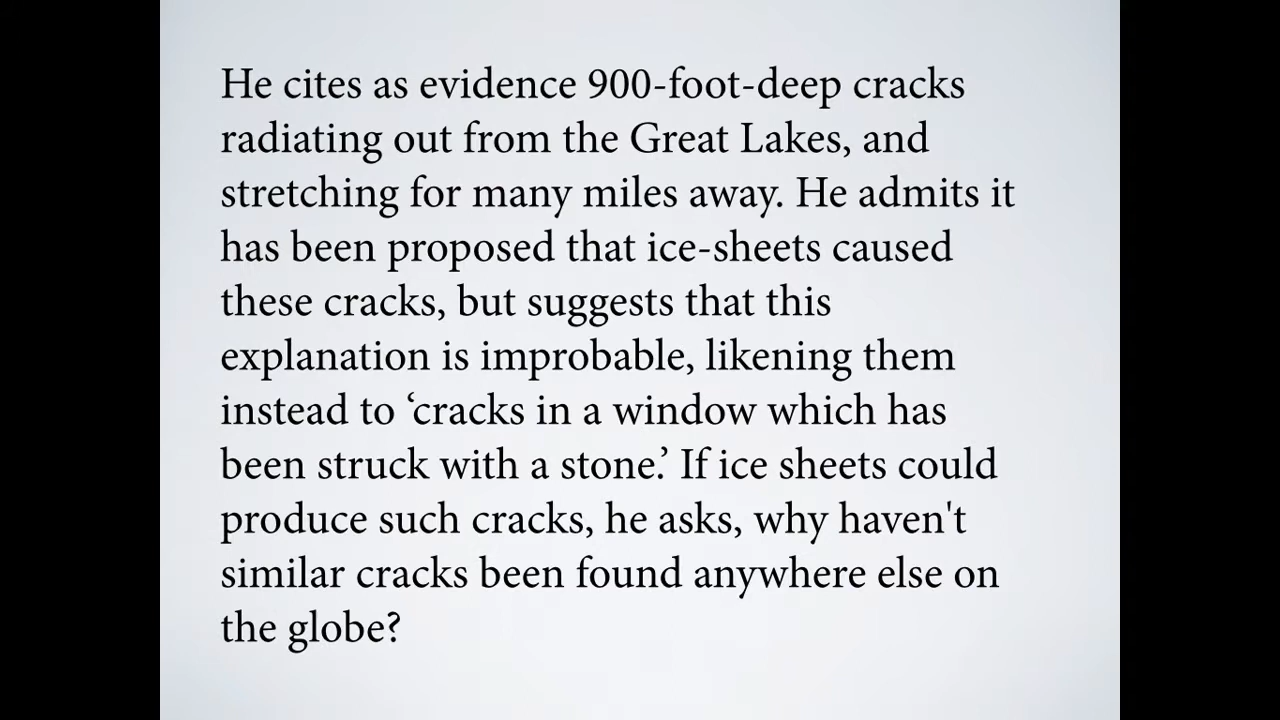 He cites as evidence 900-foot-deep cracks
radiating out from the Great Lakes, and
stretching for many miles away. He admits it
has been proposed that ice-sheets caused
these cracks, but suggests that this
explanation is improbable, likening them
instead to ‘cracks in a window which has
been struck with a stone.’ If ice sheets could
produce such cracks, he asks, why haven't
similar cracks been found anywhere else on
the globe?